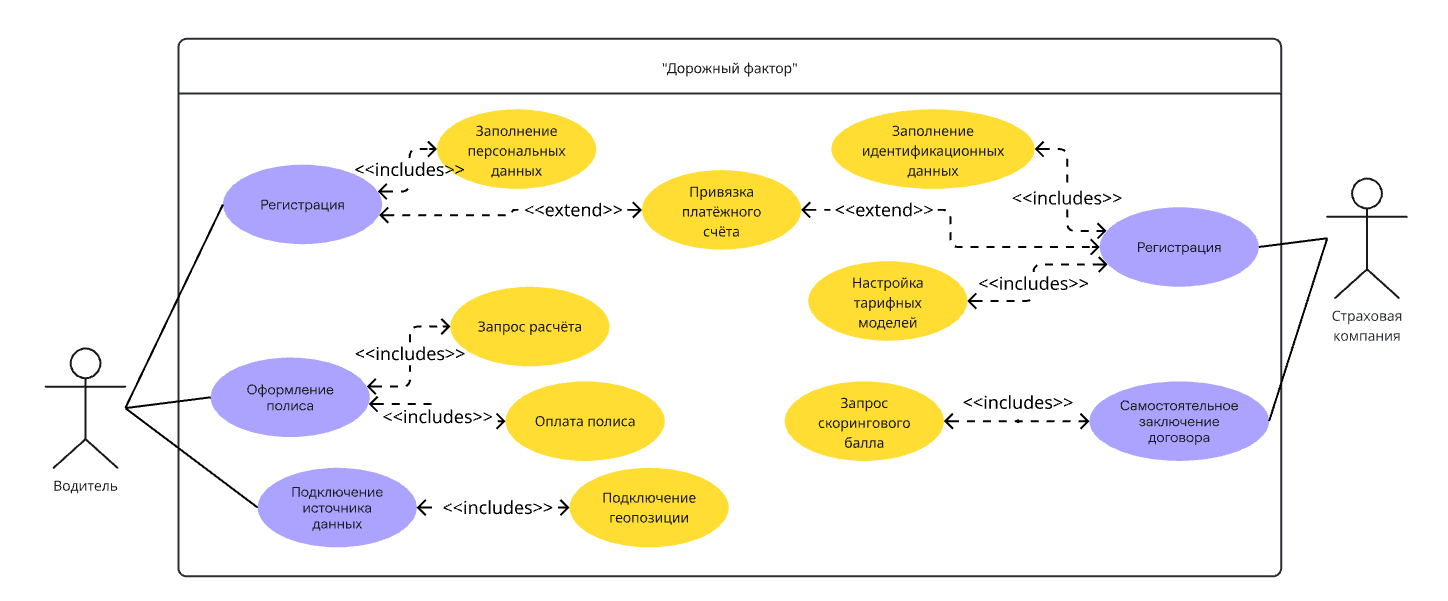 "Дорожный фактор"
Заполнение
персональных
данных
<<includes>>
Регистрация
<<extend>>
Привязка
платёжного
счёта
<<extend>>
Заполнение
идентификационных
данных
<<includes>>
Регистрация
<<includes>>
Настройка
тарифных
моделей
Страховая
компания
Запрос расчёта
<<includes>>
Оформление
полиса
<<includes>>
Оплата полиса
Запрос
скорингового
балла
<<includes>>
Самостоятельное
заключение
договора
Водитель
Подключение
источника
данных
<<includes>>
Подключение
геопозиции